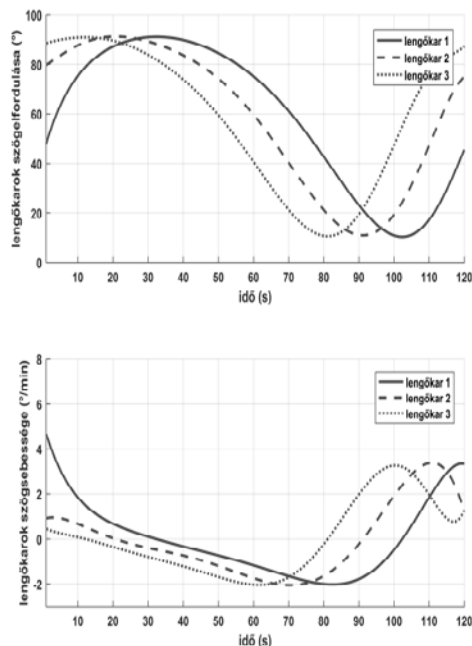 lengőkarok szögelfordulása (°)
100
80
60
40
20
0
lengőkar 1
lengőkar 2
lengőkar 3
10 20 30 40 50 60 70 80 90 100 110 120
idő (s)
lengőkarok szögsebessége (°/min)
8
6
4
2
0
-2
-2
lengőkar 1
lengőkar 2
lengőkar 3
10 20 30 40 50 60 70 80 90 100 110 120
idő (s)